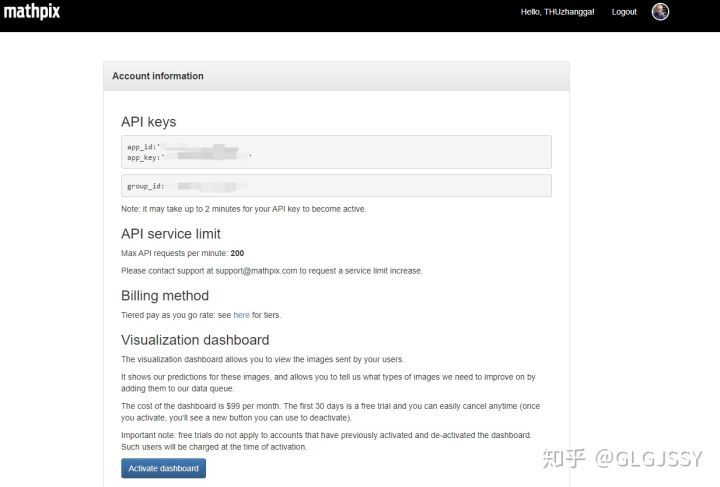 mathpix
Hello, THUzhangga!
Logout
Account information
API keys
app_id:'
app_key:' '
group_id:
Note: it may take up to 2 minutes for your API key to become active.
API service limit
Max API requests per minute: 200
Please contact support at support@mathpix.com to request a service limit increase.
Billing method
Tiered pay as you go rate: see here for tiers.
Visualization dashboard
The visualization dashboard allows you to view the images sent by your users.
It shows our predictions for these images, and allows you to tell us what types of images we need to improve on by
adding them to our data queue.
The cost of the dashboard is $99 per month. The first 30 days is a free trial and you can easily cancel anytime (once
you activate, you'll see a new button you can use to deactivate).
Important note: free trials do not apply to accounts that have previously activated and de-activated the dashboard.
Such users will be charged at the time of activation.
Activate dashboard
知乎 @GLGJSSY